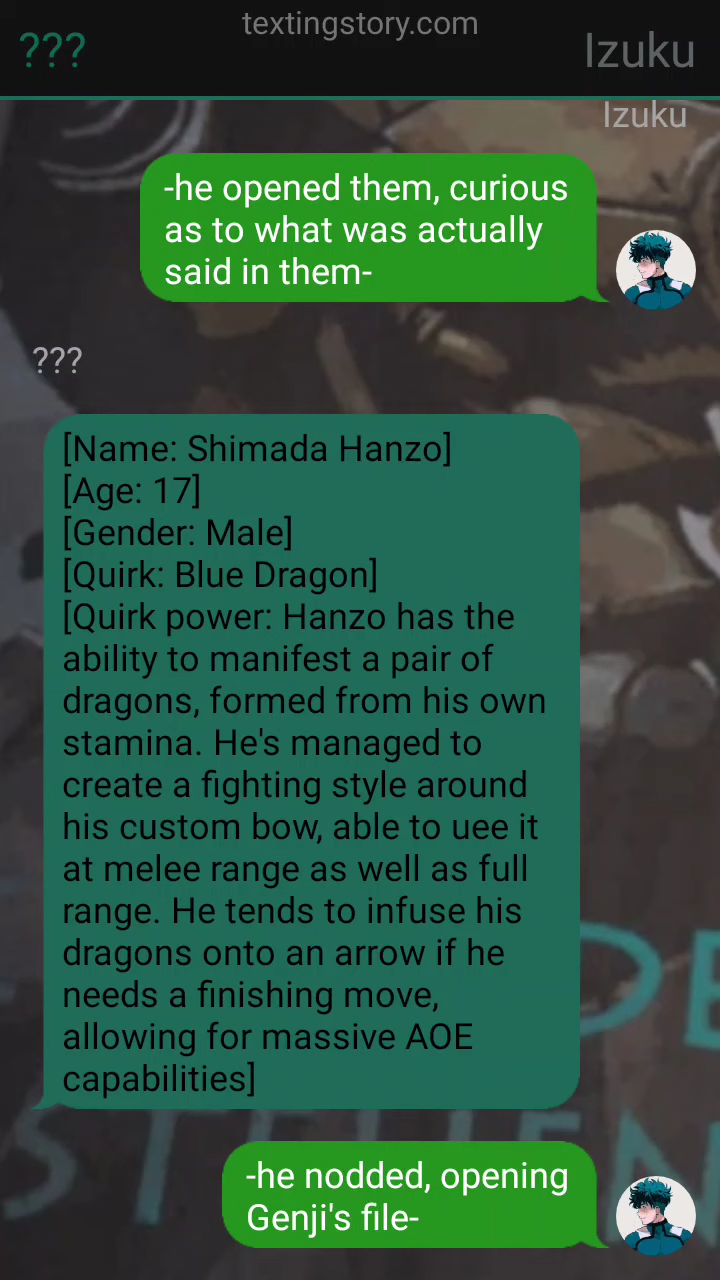 textingstory.com
???
Izuku
Izuku
-he opened them, curious
as to what was actually
said in them-
???
[Name: Shimada Hanzo]
[Age: 17]
[Gender: Male]
[Quirk: Blue Dragon]
[Quirk power: Hanzo has the
ability to manifest a pair of
dragons, formed from his own
stamina. He's managed to
create a fighting style around
his custom bow, able to uee it
at melee range as well as full
range. He tends to infuse his
dragons onto an arrow if he
needs a finishing move,
allowing for massive AOE
capabilities]
-he nodded, opening
Genji's file-